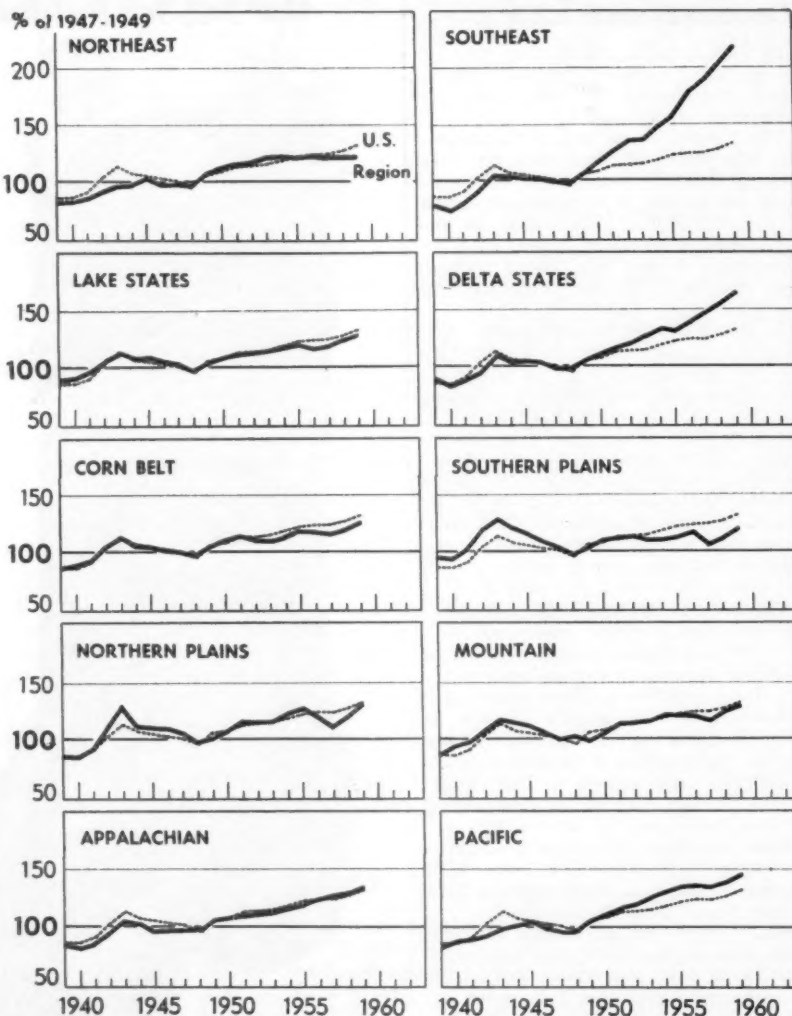 % of 1947-1949
NORTHEAST
SOUTHEAST
200
150
100
50
U.S.
Region
LAKE STATES
DELTA STATES
150
100
50
CORN BELT
SOUTHERN PLAINS
150
100
50
NORTHERN PLAINS
MOUNTAIN
150
100
50
APPALACHIAN
PACIFIC
150
100
50
1940 1945 1950 1955 1960 1940 1945 1950 1955 1960